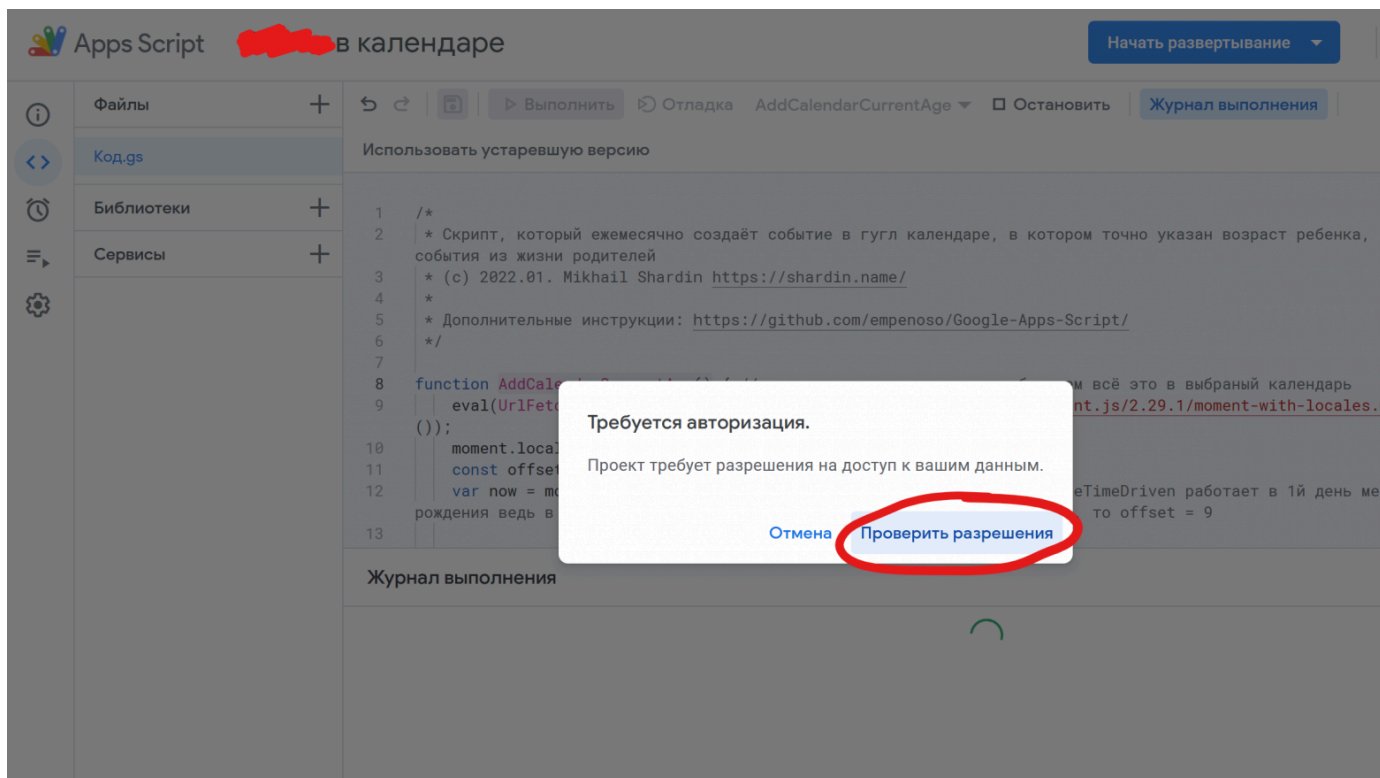 Apps Script
в календаре
Начать развертывание
Файлы
Выполнить
Отладка
AddCalendarCurrentAge
Остановить
Журнал выполнения
Код.gs
Использовать устаревшую версию
Библиотеки
Сервисы
1 /*
2 * Скрипт, который ежемесячно создаёт событие в гугл календаре, в котором точно указан возраст ребенка,
события из жизни родителей
3 * (c) 2022.01. Mikhail Shardin https://shardin.name/
4 *
5 * Дополнительные инструкции: https://github.com/empenoso/Google-Apps-Script/
6 */
7
8 function AddCale всё это в выбраный календарь
9 eval(UrlFetc nt.js/2.29.1/moment-with-locales.
());
10 moment.local
11 const offset
12 var now = mo eTimeDriven работает в 1й день ме
рождения ведь в то offset = 9
13
Требуется авторизация.
Проект требует разрешения на доступ к вашим данным.
Отмена
Проверить разрешения
Журнал выполнения